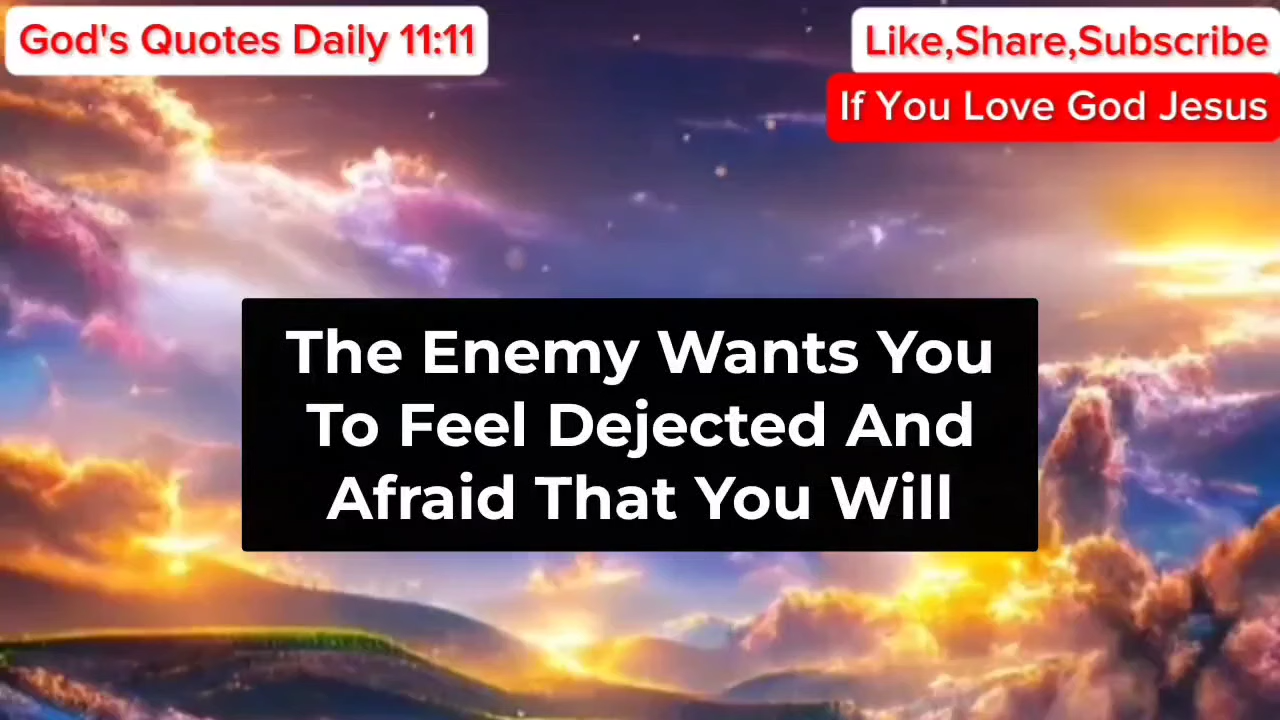 God's Quotes Daily 11:11
Like,Share,Subscribe
If You Love God Jesus
The Enemy Wants You
To Feel Dejected And
Afraid That You Will